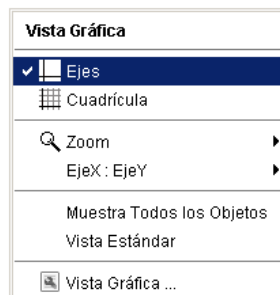 Vista Gráfica
Ejes
Cuadrícula
Zoom
EjeX : EjeY
Muestra Todos los Objetos
Vista Estándar
Vista Gráfica ...